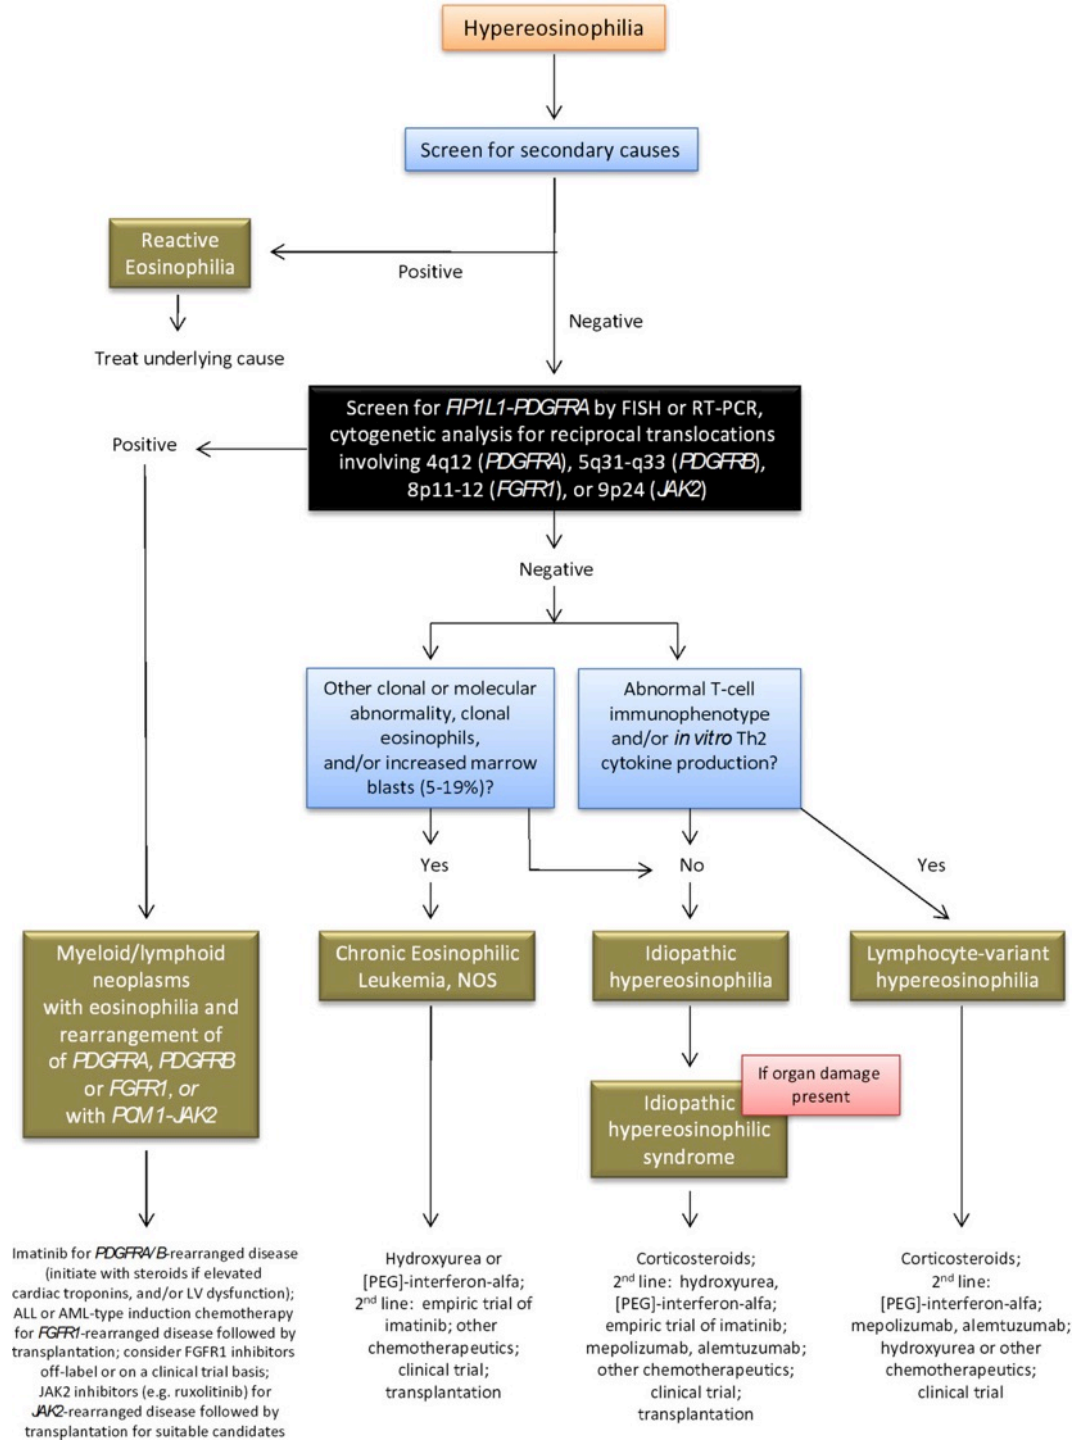 Hypereosinophilia
Screen for secondary causes
Reactive
Eosinophilia
Positive
Negative
Treat underlying cause
Screen for FIP1L1-PDGFRA by FISH or RT-PCR,
cytogenetic analysis for reciprocal translocations
involving 4q12 (PDGFRA), 5q31-q33 (PDGFRB),
8p11-12 (FGFR1), or 9p24 (JAK2)
Positive
Negative
Other clonal or molecular
abnormality, clonal
eosinophils,
and/or increased marrow
blasts (5-19%)?
Abnormal T-cell
immunophenotype
and/or in vitro Th2
cytokine production?
Yes
No
Yes
Myeloid/lymphoid
neoplasms
with eosinophilia and
rearrangement of
of PDGFRA, PDGFRB
or FGFR1, or
with PCM1-JAK2
Chronic Eosinophilic
Leukemia, NOS
Idiopathic
hypereosinophilia
Lymphocyte-variant
hypereosinophilia
If organ damage
present
Idiopathic
hypereosinophilic
syndrome
Imatinib for PDGFRA/B-rearranged disease
(initiate with steroids if elevated
cardiac troponins, and/or LV dysfunction);
ALL or AML-type induction chemotherapy
for FGFR1-rearranged disease followed by
transplantation; consider FGFR1 inhibitors
off-label or on a clinical trial basis;
JAK2 inhibitors (e.g. ruxolitinib) for
JAK2-rearranged disease followed by
transplantation for suitable candidates
Hydroxyurea or
[PEG]-interferon-alfa;
2nd line: empiric trial of
imatinib; other
chemotherapeutics;
clinical trial;
transplantation
Corticosteroids;
2nd line: hydroxyurea,
[PEG]-interferon-alfa;
empiric trial of imatinib;
mepolizumab, alemtuzumab;
other chemotherapeutics;
clinical trial;
transplantation
Corticosteroids;
2nd line:
[PEG]-interferon-alfa;
mepolizumab, alemtuzumab;
hydroxyurea or other
chemotherapeutics;
clinical trial